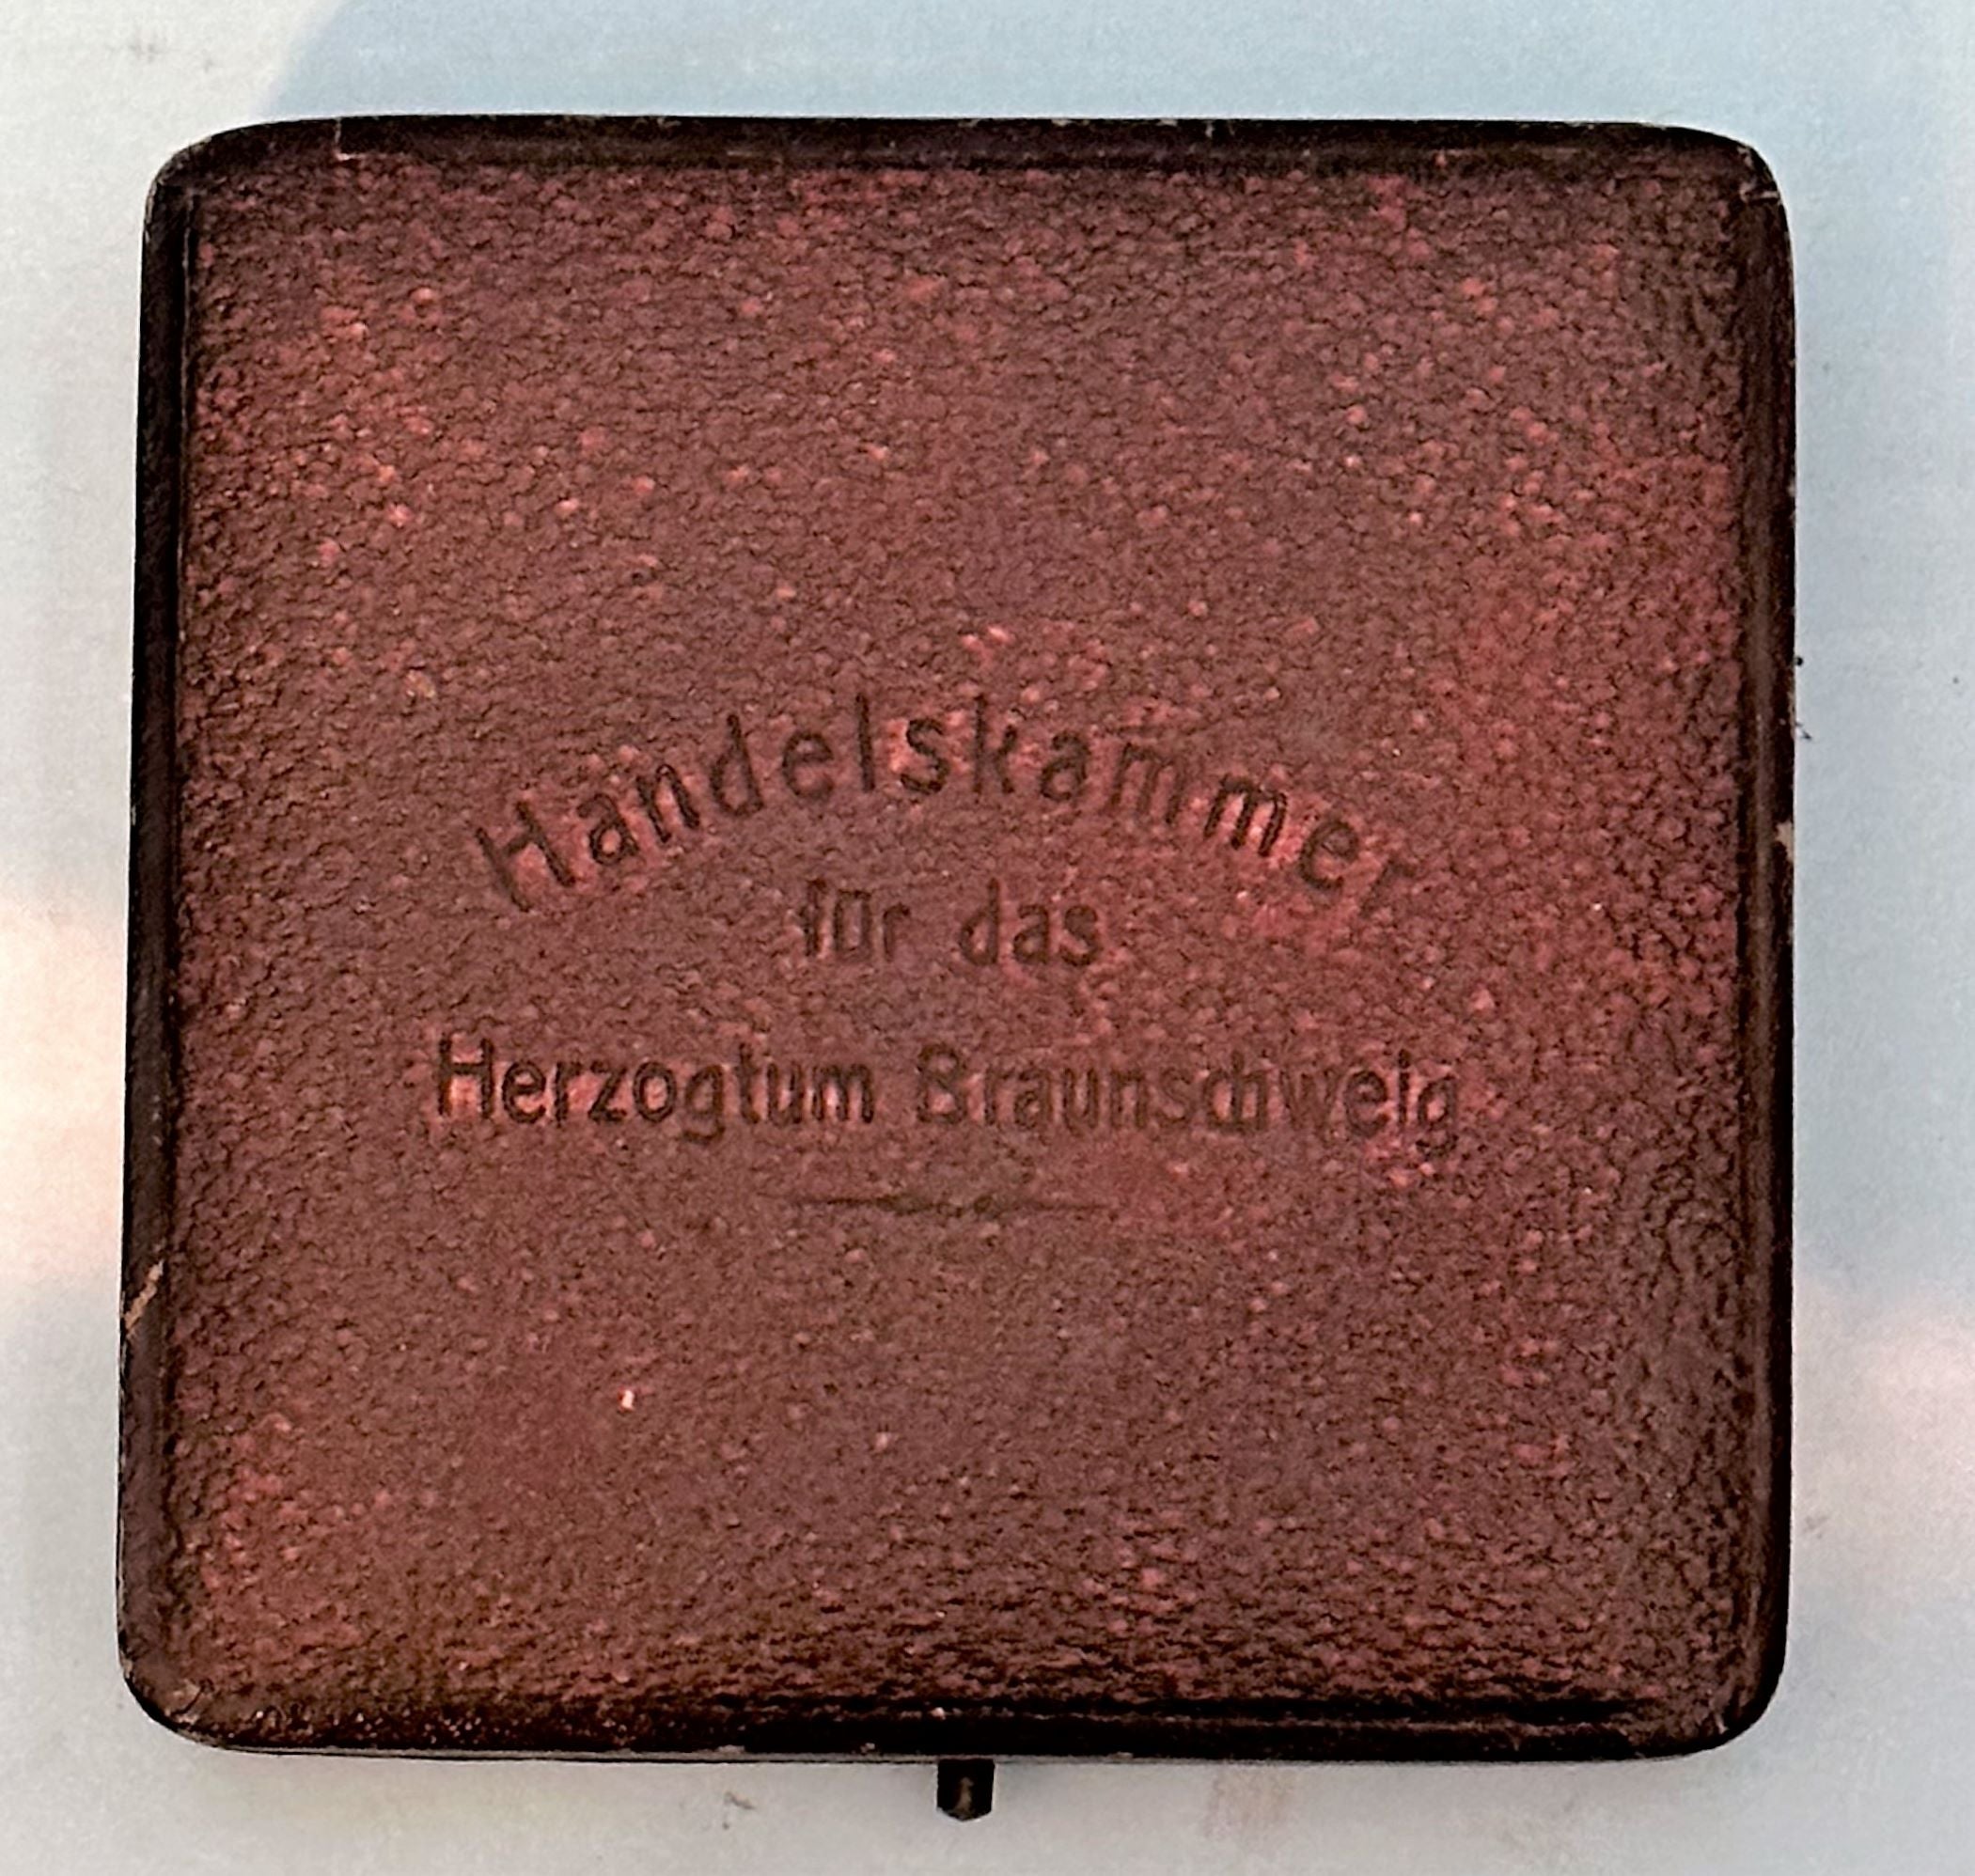 Handelskammer
für das
Herzogtum Braunschweig